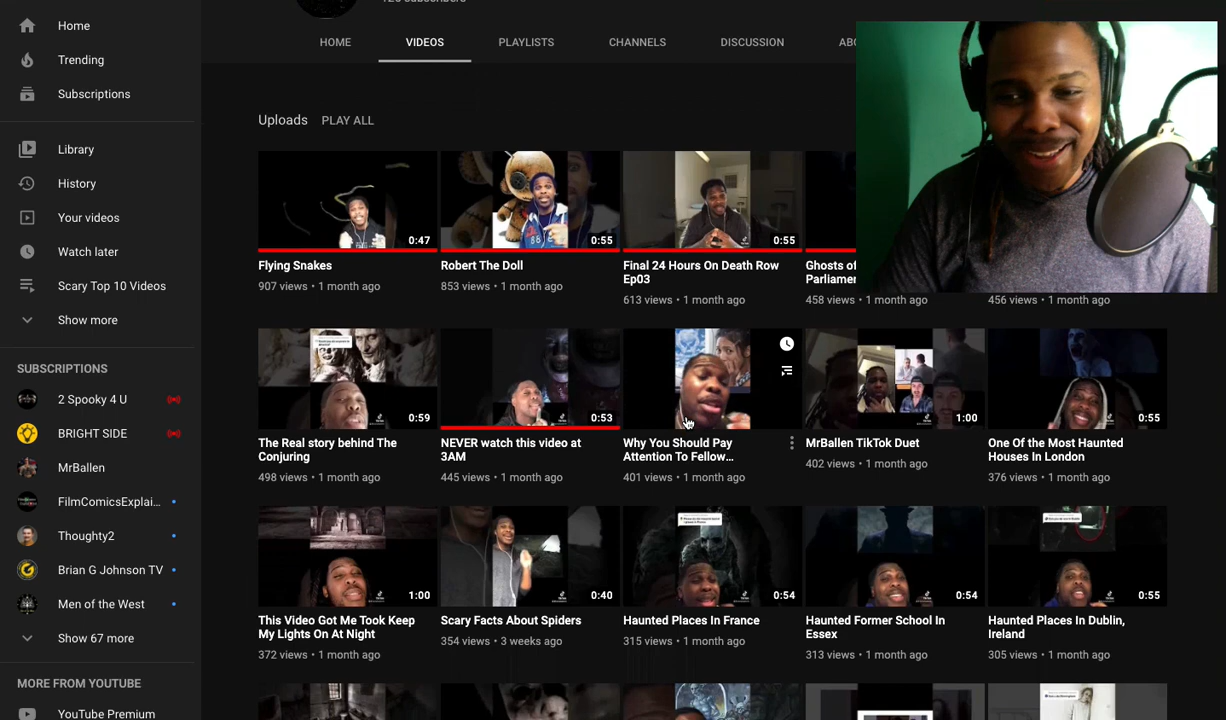 Home
Trending
Subscriptions
Library
History
Your videos
Watch later
Scary Top 10 Videos
Show more
SUBSCRIPTIONS
2 Spooky 4 U
BRIGHT SIDE
MrBallen
FilmComicsExplai...
Thoughty2
Brian G Johnson TV
Men of the West
Show 67 more
MORE FROM YOUTUBE
YouTube Premium
HOME VIDEOS PLAYLISTS CHANNELS DISCUSSION
Uploads PLAY ALL
0:47 0:55 0:55
Flying Snakes
907 views • 1 month ago
Robert The Doll
853 views • 1 month ago
Final 24 Hours On Death Row
Ep03
613 views • 1 month ago
Ghosts of
458 views • 1 month ago
456 views • 1 month ago
0:59 0:53 1:00 0:55
The Real story behind The
Conjuring
498 views • 1 month ago
NEVER watch this video at
3AM
445 views • 1 month ago
Why You Should Pay
Attention To Fellow...
401 views • 1 month ago
MrBallen TikTok Duet
402 views • 1 month ago
One Of the Most Haunted
Houses In London
376 views • 1 month ago
1:00 0:40 0:54 0:54 0:55
This Video Got Me Took Keep
My Lights On At Night
372 views • 1 month ago
Scary Facts About Spiders
354 views • 3 weeks ago
Haunted Places In France
315 views • 1 month ago
Haunted Former School In
Essex
313 views • 1 month ago
Haunted Places In Dublin,
Ireland
305 views • 1 month ago